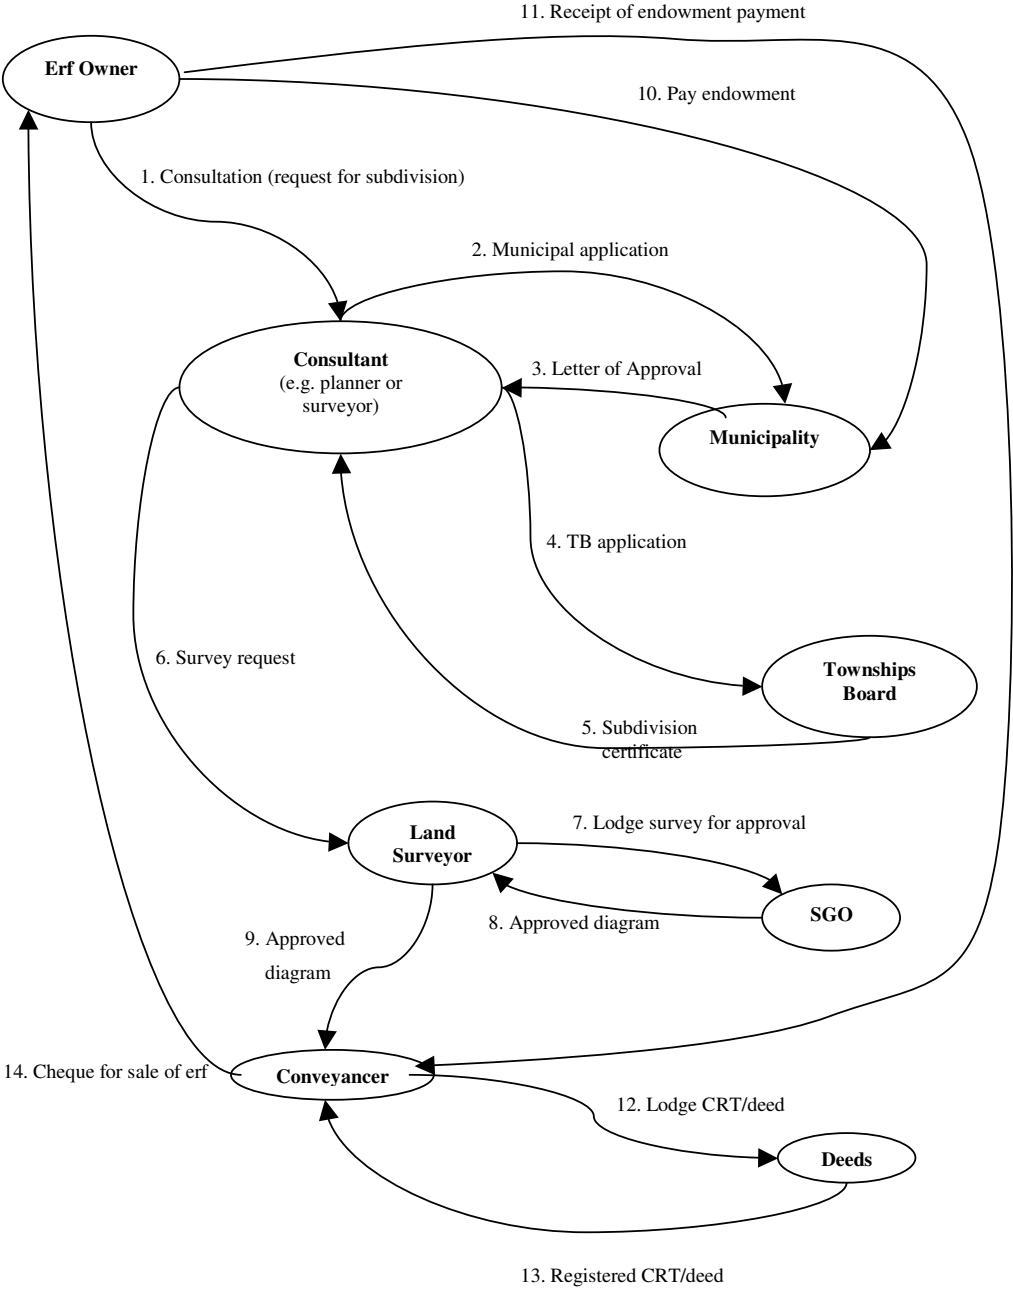 11. Receipt of endowment payment
Erf Owner
10. Pay endowment
1. Consultation (request for subdivision)
2. Municipal application
Consultant
(e.g. planner or
surveyor)
3. Letter of Approval
Municipality
4. TB application
6. Survey request
Townships
Board
5. Subdivision
certificate
Land
Surveyor
7. Lodge survey for approval
SGO
8. Approved diagram
9. Approved
diagram
14. Cheque for sale of erf
Conveyancer
12. Lodge CRT/deed
Deeds
13. Registered CRT/deed